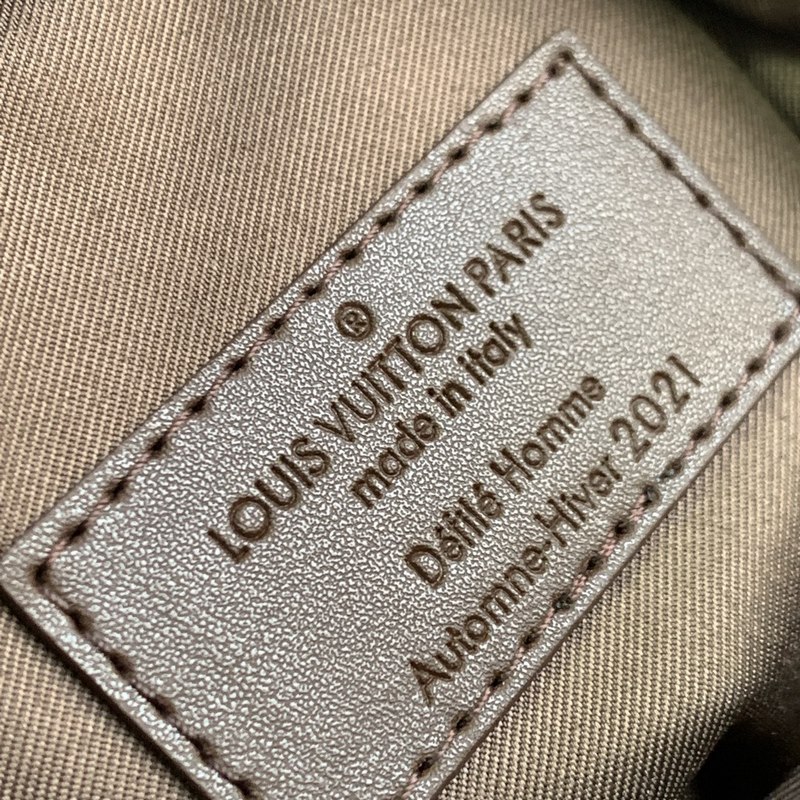 ®
LOUIS VUITTON PARIS
made in italy
Défilé Homme
Automne-Hiver 2021